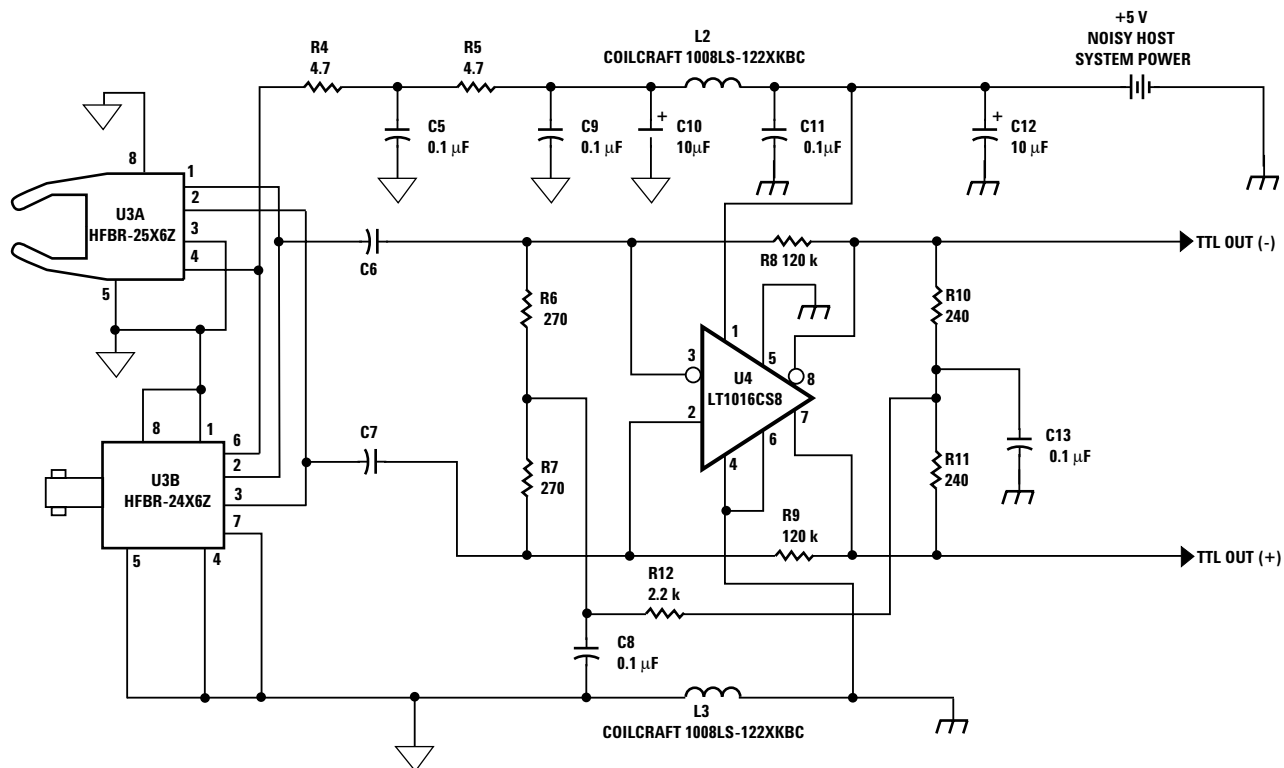 +5 V
NOISY HOST
SYSTEM POWER
L2
COILCRAFT 1008LS-122XKBC
R4
4.7
R5
4.7
C5
0.1 µF
C9
0.1 µF
+
C10
10µF
C11
0.1µF
+
C12
10 µF
8
1
2
3
4
5
U3A
HFBR-25X6Z
C6
R8 120 k
TTL OUT (-)
R6
270
R10
240
1
5
3
8
U4
LT1016CS8
2
7
6
4
C7
8
1
6
2
3
7
5
4
U3B
HFBR-24X6Z
R7
270
C13
0.1 µF
R11
240
R9
120 k
TTL OUT (+)
R12
2.2 k
C8
0.1 µF
L3
COILCRAFT 1008LS-122XKBC